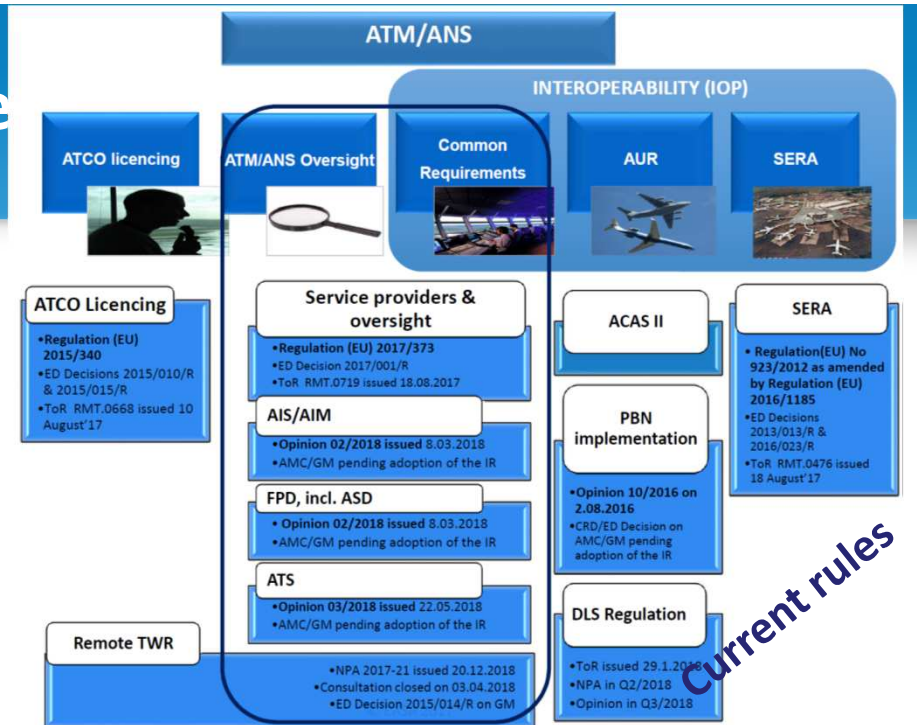 ATM/ANS
e
INTEROPERABILITY (IOP)
ATCO licencing
ATM/ANS Oversight
Common
Requirements
AUR
SERA
ATCO Licencing
•Regulation (EU)
2015/340
•ED Decisions 2015/010/R
& 2015/015/R
•ToR RMT.0668 issued 10
August'17
Service providers &
oversight
•Regulation (EU) 2017/373
•ED Decision 2017/001/R
•ToR RMT.0719 issued 18.08.2017
AIS/AIM
•Opinion 02/2018 issued 8.03.2018
•AMC/GM pending adoption of the IR
FPD, incl. ASD
• Opinion 02/2018 issued 8.03.2018
•AMC/GM pending adoption of the IR
ATS
•Opinion 03/2018 issued 22.05.2018
•AMC/GM pending adoption of the IR
Remote TWR
•NPA 2017-21 issued 20.12.2018
•Consultation closed on 03.04.2018
•ED Decision 2015/014/R on GM
ACAS II
PBN
implementation
•Opinion 10/2016 on
2.08.2016
•CRD/ED Decision on
AMC/GM pending
adoption of the IR
DLS Regulation
•ToR issued 29.1.2018
•NPA in Q2/2018
•Opinion in Q3/2018
SERA
• Regulation(EU) No
923/2012 as amended
by Regulation (EU)
2016/1185
•ED Decisions
2013/013/R &
2016/023/R
•ToR RMT.0476 issued
18 August'17
Current rules